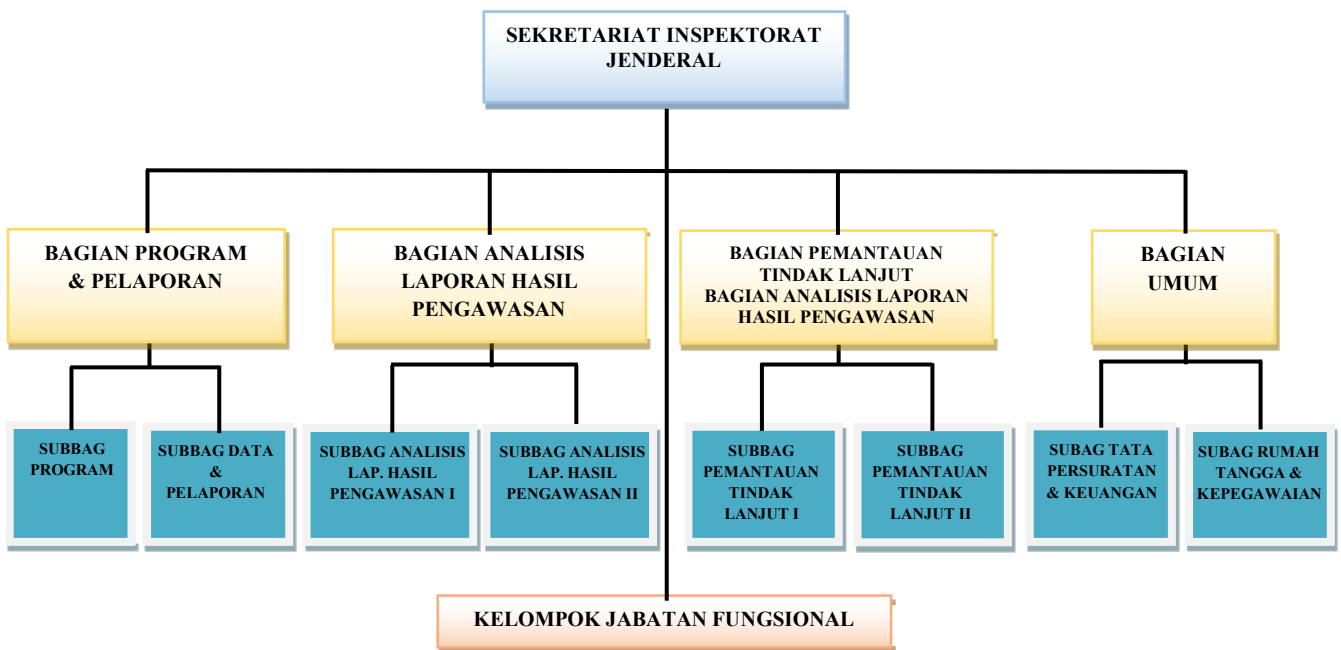 SEKRETARIAT INSPEKTORAT
JENDERAL
BAGIAN PROGRAM
& PELAPORAN
BAGIAN ANALISIS
LAPORAN HASIL
PENGAWASAN
BAGIAN PEMANTAUAN
TINDAK LANJUT
BAGIAN ANALISIS LAPORAN
HASIL PENGAWASAN
BAGIAN
UMUM
SUBBAG
PROGRAM
SUBBAG DATA
&
PELAPORAN
SUBBAG ANALISIS
LAP. HASIL
PENGAWASAN I
SUBBAG ANALISIS
LAP. HASIL
PENGAWASAN II
SUBBAG
PEMANTAUAN
TINDAK
LANJUT I
SUBBAG
PEMANTAUAN
TINDAK
LANJUT II
SUBAG TATA
PERSURATAN
& KEUANGAN
SUBAG RUMAH
TANGGA &
KEPEGAWAIAN
KELOMPOK JABATAN FUNGSIONAL